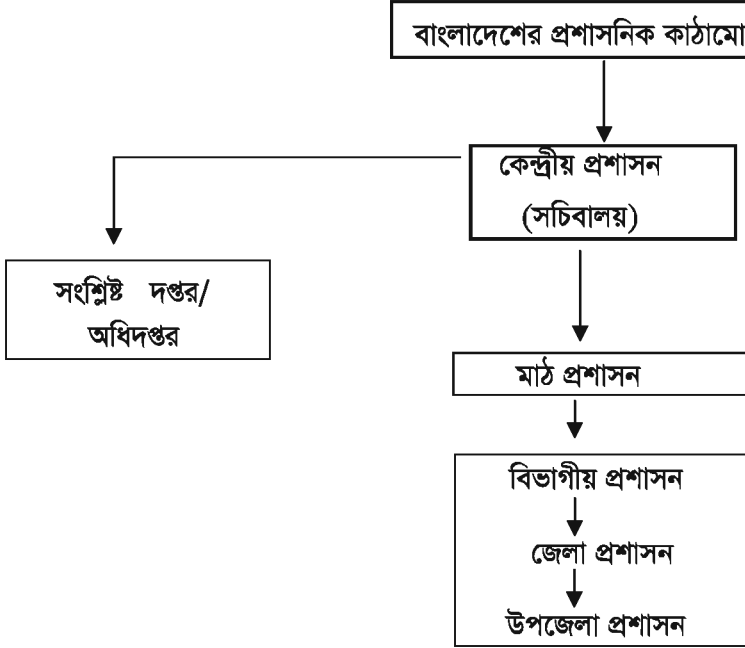 বাংলাদেশের প্রশাসনিক কাঠামো
কেন্দ্রীয় প্রশাসন
(সচিবালয়)
সংশ্লিষ্ট দপ্তর/
অধিদপ্তর
মাঠ প্রশাসন
বিভাগীয় প্রশাসন
জেলা প্রশাসন
উপজেলা প্রশাসন